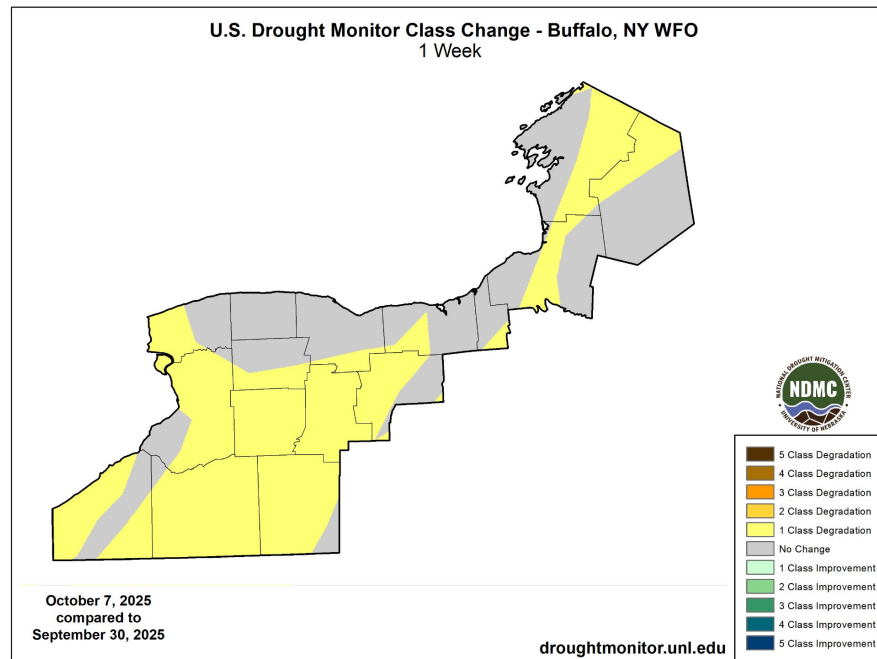 U.S. Drought Monitor Class Change - Buffalo, NY WFO
1 Week
NATIONAL DROUGHT MITIGATION CENTER
NDMC
UNIVERSITY OF NEBRASKA
5 Class Degradation
4 Class Degradation
3 Class Degradation
2 Class Degradation
1 Class Degradation
No Change
1 Class Improvement
2 Class Improvement
3 Class Improvement
4 Class Improvement
5 Class Improvement
October 7, 2025
compared to
September 30, 2025
droughtmonitor.unl.edu